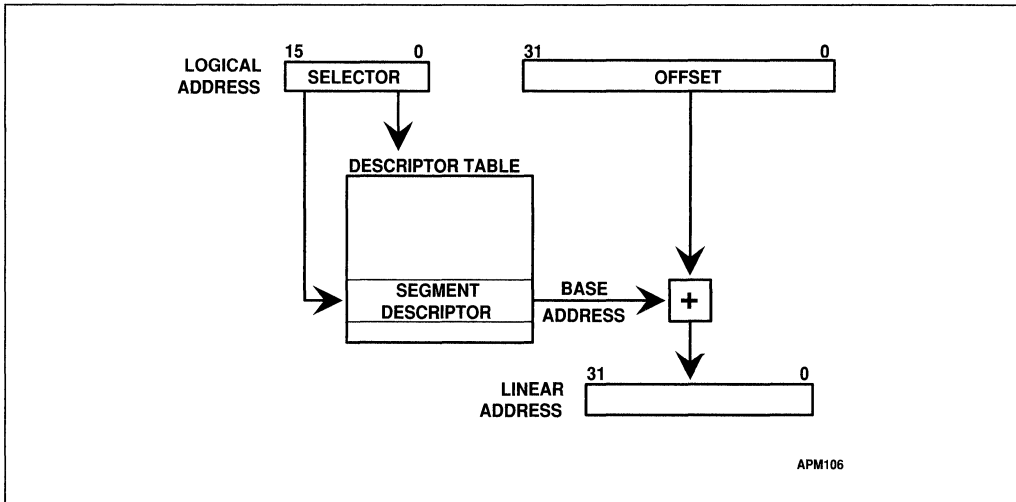 15 0
31 0
LOGICAL
ADDRESS
SELECTOR
OFFSET
DESCRIPTOR TABLE
SEGMENT
DESCRIPTOR
BASE
ADDRESS
+
31 0
LINEAR
ADDRESS
APM106